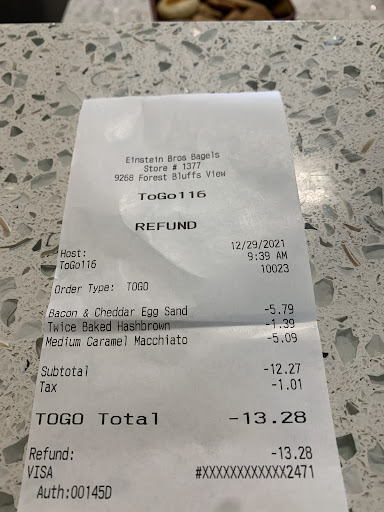 Einstein Bros Bagels
Store # 1377
9268 Forest Bluffs View
ToGo116
REFUND
12/29/2021
Host: 9:39 AM
ToGo116 10023
Order Type: TOGO
Bacon & Cheddar Egg Sand -5.79
Twice Baked Hashbrown -1.39
Medium Caramel Macchiato -5.09
Subtotal -12.27
Tax -1.01
TOGO Total -13.28
Refund: -13.28
VISA #XXXXXXXXXXXX2471
Auth:00145D